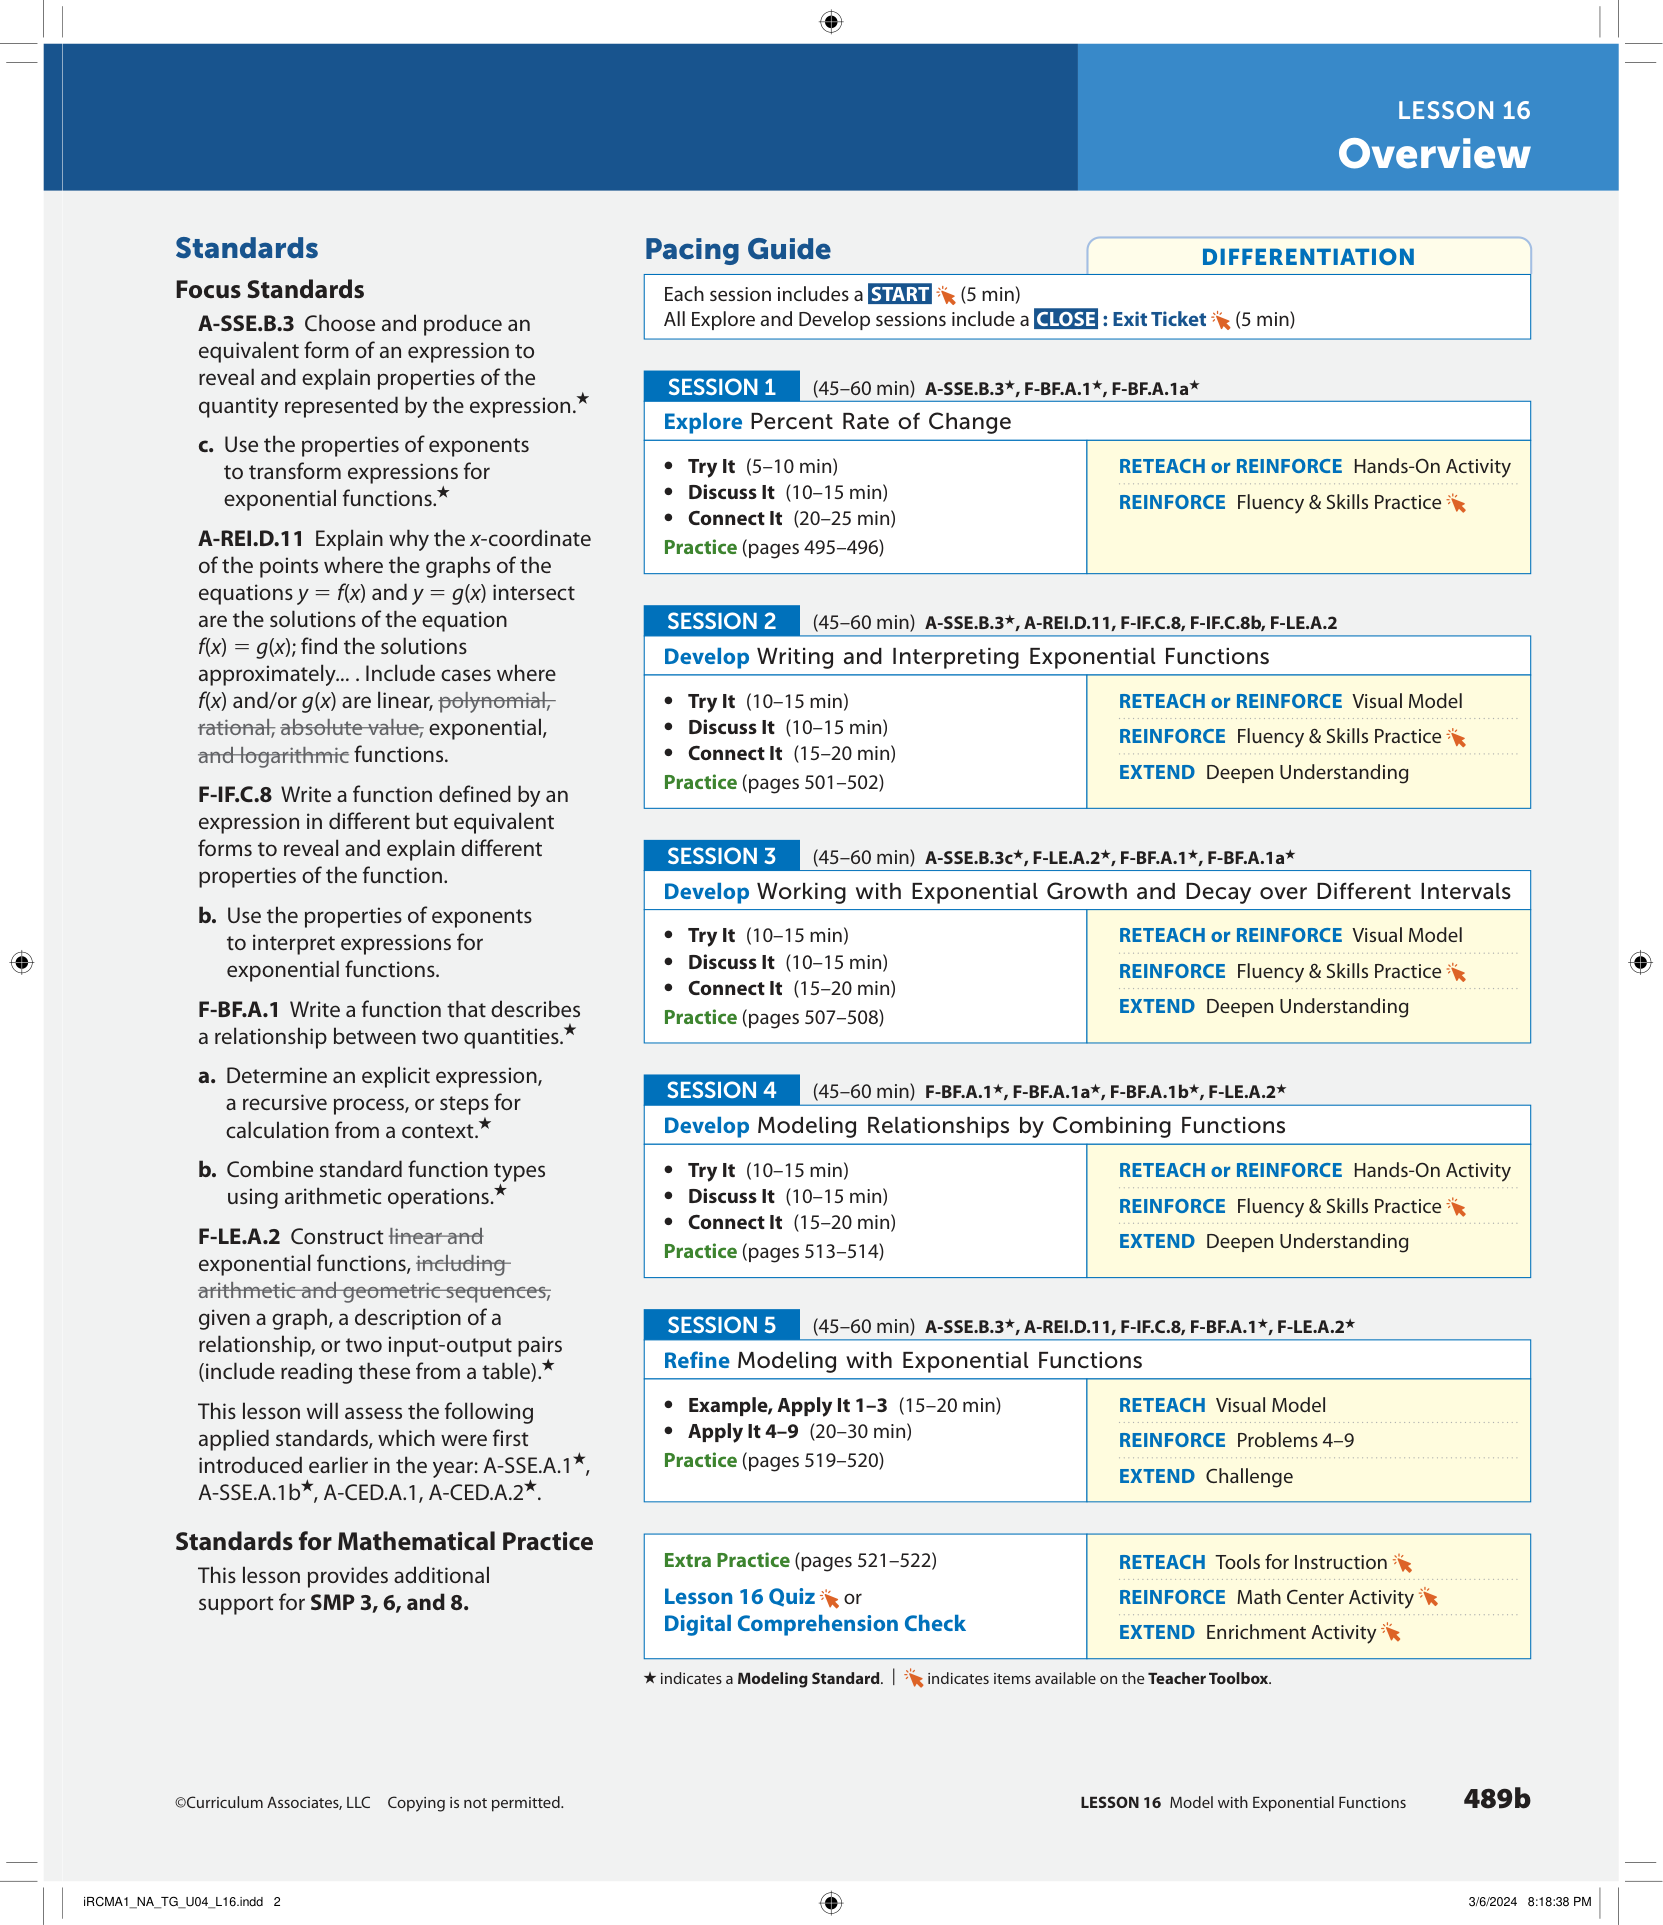 LESSON 16
Overview
Standards
Focus Standards
A-SSE.B.3 Choose and produce an
equivalent form of an expression to
reveal and explain properties of the
quantity represented by the expression.★
c. Use the properties of exponents
to transform expressions for
exponential functions.★
A-REI.D.11 Explain why the x-coordinate
of the points where the graphs of the
equations y = f(x) and y = g(x) intersect
are the solutions of the equation
f(x) = g(x); find the solutions
approximately... . Include cases where
f(x) and/or g(x) are linear, polynomial,
rational, absolute value, exponential,
and logarithmic functions.
F-IF.C.8 Write a function defined by an
expression in different but equivalent
forms to reveal and explain different
properties of the function.
b. Use the properties of exponents
to interpret expressions for
exponential functions.
F-BF.A.1 Write a function that describes
a relationship between two quantities.★
a. Determine an explicit expression,
a recursive process, or steps for
calculation from a context.★
b. Combine standard function types
using arithmetic operations.★
F-LE.A.2 Construct linear and
exponential functions, including
arithmetic and geometric sequences,
given a graph, a description of a
relationship, or two input-output pairs
(include reading these from a table).★
This lesson will assess the following
applied standards, which were first
introduced earlier in the year: A-SSE.A.1★,
A-SSE.A.1b★, A-CED.A.1, A-CED.A.2★.
Standards for Mathematical Practice
This lesson provides additional
support for SMP 3, 6, and 8.
Pacing Guide
DIFFERENTIATION
Each session includes a START (5 min)
All Explore and Develop sessions include a CLOSE : Exit Ticket (5 min)
SESSION 1 (45–60 min) A-SSE.B.3★, F-BF.A.1★, F-BF.A.1a★
Explore Percent Rate of Change
• Try It (5–10 min)
• Discuss It (10–15 min)
• Connect It (20–25 min)
Practice (pages 495–496)
RETEACH or REINFORCE Hands-On Activity
REINFORCE Fluency & Skills Practice
SESSION 2 (45–60 min) A-SSE.B.3★, A-REI.D.11, F-IF.C.8, F-IF.C.8b, F-LE.A.2
Develop Writing and Interpreting Exponential Functions
• Try It (10–15 min)
• Discuss It (10–15 min)
• Connect It (15–20 min)
Practice (pages 501–502)
RETEACH or REINFORCE Visual Model
REINFORCE Fluency & Skills Practice
EXTEND Deepen Understanding
SESSION 3 (45–60 min) A-SSE.B.3c★, F-LE.A.2★, F-BF.A.1★, F-BF.A.1a★
Develop Working with Exponential Growth and Decay over Different Intervals
• Try It (10–15 min)
• Discuss It (10–15 min)
• Connect It (15–20 min)
Practice (pages 507–508)
RETEACH or REINFORCE Visual Model
REINFORCE Fluency & Skills Practice
EXTEND Deepen Understanding
SESSION 4 (45–60 min) F-BF.A.1★, F-BF.A.1a★, F-BF.A.1b★, F-LE.A.2★
Develop Modeling Relationships by Combining Functions
• Try It (10–15 min)
• Discuss It (10–15 min)
• Connect It (15–20 min)
Practice (pages 513–514)
RETEACH or REINFORCE Hands-On Activity
REINFORCE Fluency & Skills Practice
EXTEND Deepen Understanding
SESSION 5 (45–60 min) A-SSE.B.3★, A-REI.D.11, F-IF.C.8, F-BF.A.1★, F-LE.A.2★
Refine Modeling with Exponential Functions
• Example, Apply It 1–3 (15–20 min)
• Apply It 4–9 (20–30 min)
Practice (pages 519–520)
RETEACH Visual Model
REINFORCE Problems 4–9
EXTEND Challenge
Extra Practice (pages 521–522)
Lesson 16 Quiz or
Digital Comprehension Check
RETEACH Tools for Instruction
REINFORCE Math Center Activity
EXTEND Enrichment Activity
★ indicates a Modeling Standard. | indicates items available on the Teacher Toolbox.
©Curriculum Associates, LLC Copying is not permitted.
LESSON 16 Model with Exponential Functions 489b
iRCMA1_NA_TG_U04_L16.indd 2
3/6/2024 8:18:38 PM